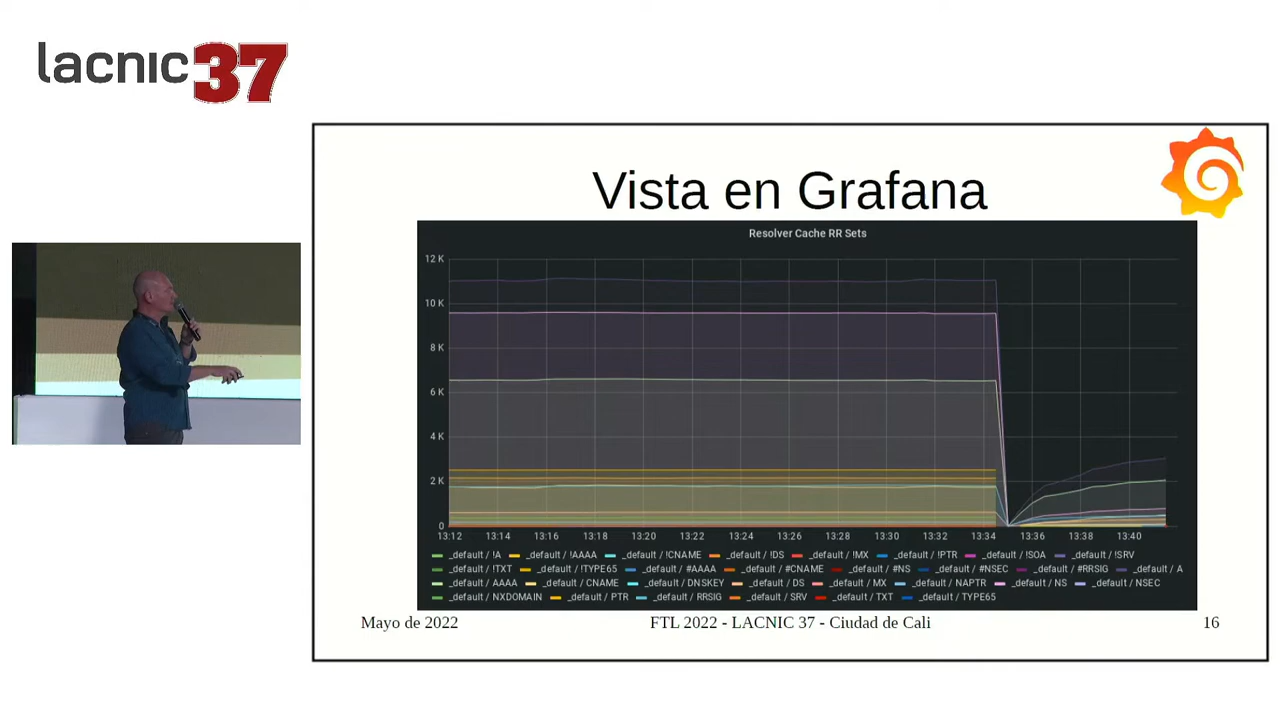 lacnic 37
Vista en Grafana
Resolver Cache RR Sets
12 K
10 K
8 K
6 K
4 K
2 K
0
13:12 13:14 13:16 13:18 13:20 13:22 13:24 13:26 13:28 13:30 13:32 13:34 13:36 13:38 13:40
_default / !A _default / !AAAA _default / !CNAME _default / !DS _default / !MX _default / !PTR _default / !SOA _default / !SRV
_default / !TXT _default / !TYPE65 _default / #AAAA _default / #CNAME _default / #NS _default / #NSEC _default / #RRSIG _default / A
_default / AAAA _default / CNAME _default / DNSKEY _default / DS _default / MX _default / NAPTR _default / NS _default / NSEC
_default / NXDOMAIN _default / PTR _default / RRSIG _default / SRV _default / TXT _default / TYPE65
Mayo de 2022 FTL 2022 - LACNIC 37 - Ciudad de Cali 16